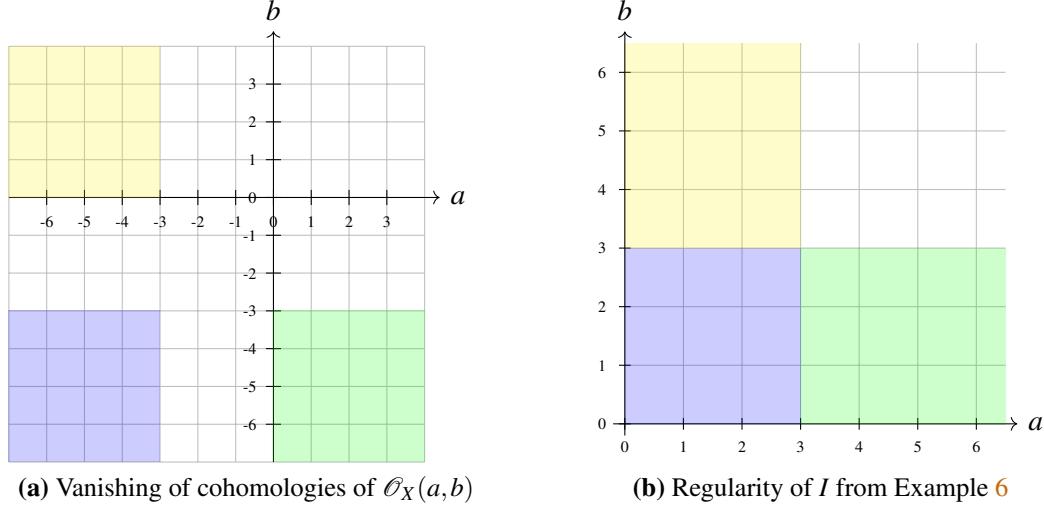 b
3
2
1
0
a
-6 -5 -4 -3 -2 -1 0 1 2 3
-1
-2
-3
-4
-5
-6
(a) Vanishing of cohomologies of 𝒪_X(a,b)
b
6
5
4
3
2
1
0
a
0 1 2 3 4 5 6
(b) Regularity of I from Example 6